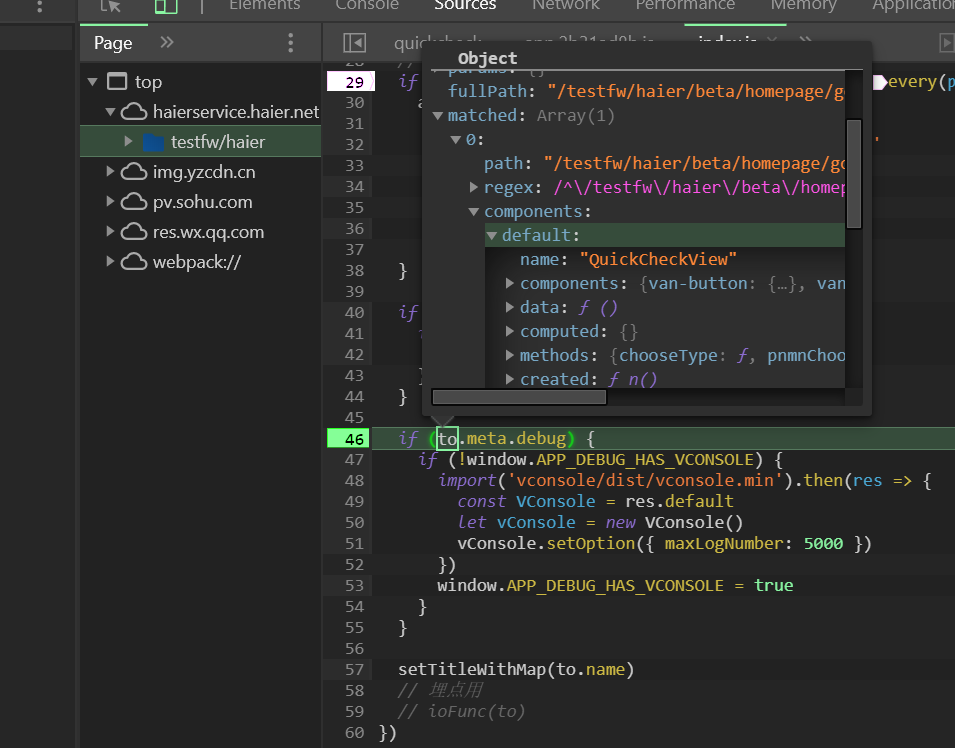 Elements Console Sources Network Performance Memory Application
Page
quickcheck
index.js
top
haierservice.haier.net
testfw/haier
img.yzcdn.cn
pv.sohu.com
res.wx.qq.com
webpack://
Object
params: {}
fullPath: "/testfw/haier/beta/homepage/
matched: Array(1)
0:
path: "/testfw/haier/beta/homepage/
regex: /^\/testfw\/haier\/beta\/homep
components:
default:
name: "QuickCheckView"
components: {van-button: {…}, van
data: ƒ ()
computed: {}
methods: {chooseType: ƒ, pnmnChoo
created: ƒ n()
29 if every(p
30
31
32 '
33
34
35
36
37
38 }
39
40 if
41
42
43
44 }
45
46 if (to.meta.debug) {
47 if (!window.APP_DEBUG_HAS_VCONSOLE) {
48 import('vconsole/dist/vconsole.min').then(res => {
49 const VConsole = res.default
50 let vConsole = new VConsole()
51 vConsole.setOption({ maxLogNumber: 5000 })
52 })
53 window.APP_DEBUG_HAS_VCONSOLE = true
54 }
55 }
56
57 setTitleWithMap(to.name)
58 // 埋点用
59 // ioFunc(to)
60 })